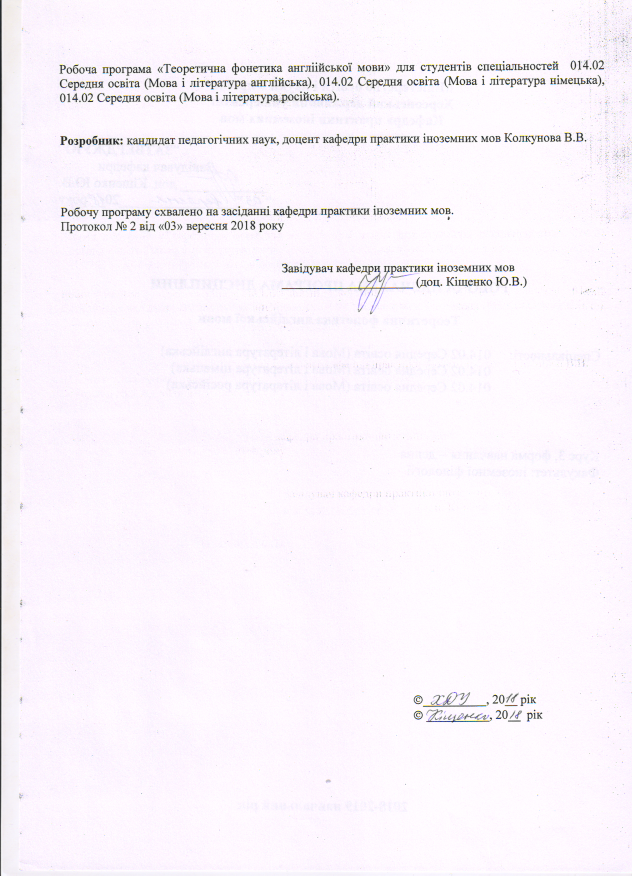 Робоча програма «Теоретична фонетика англіійської мови» для студентів спеціальностей 014.02
Середня освіта (Мова і література англійська), 014.02 Середня освіта (Мова і література німецька),
014.02 Середня освіта (Мова і література російська).
Розробник: кандидат педагогічних наук, доцент кафедри практики іноземних мов Колкунова В.В.
Робочу програму схвалено на засіданні кафедри практики іноземних мов.
Протокол № 2 від «03» вересня 2018 року
Завідувач кафедри практики іноземних мов
(доц. Кіщенко Ю.В.)
© ХДУ, 2018 рік
© Кіщенко, 2018 рік